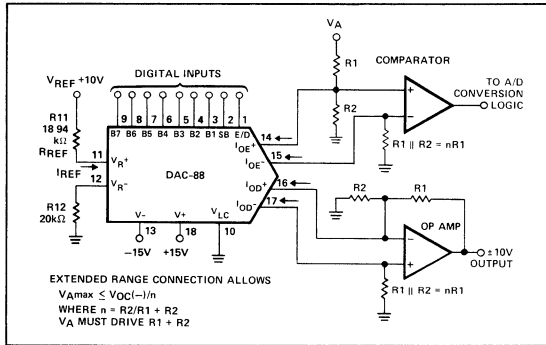 DIGITAL INPUTS
VREF +10V
R11
18 94
kΩ
RREF
IREF
11
12
R12
20kΩ
9 8 7 6 5 4 3 2 1
B7 B6 B5 B4 B3 B2 B1 SB E/D
VR+
VR−
DAC-88
IOE+
IOE−
IOD+
IOD−
14
15
16
17
V−
V+
VLC
13
18
10
−15V
+15V
VA
R1
R2
COMPARATOR
+
−
TO A/D
CONVERSION
LOGIC
R1 || R2 = nR1
R2
R1
OP AMP
−
+
±10V
OUTPUT
R1 || R2 = nR1
EXTENDED RANGE CONNECTION ALLOWS
VAmax ≤ VOC(−)/n
WHERE n = R2/R1 + R2
VA MUST DRIVE R1 + R2